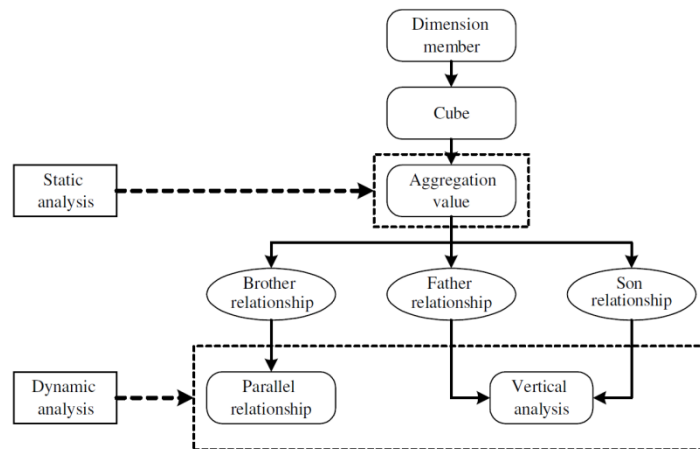 Dimension
member
Cube
Static
analysis
Aggregation
value
Brother
relationship
Father
relationship
Son
relationship
Dynamic
analysis
Parallel
relationship
Vertical
analysis